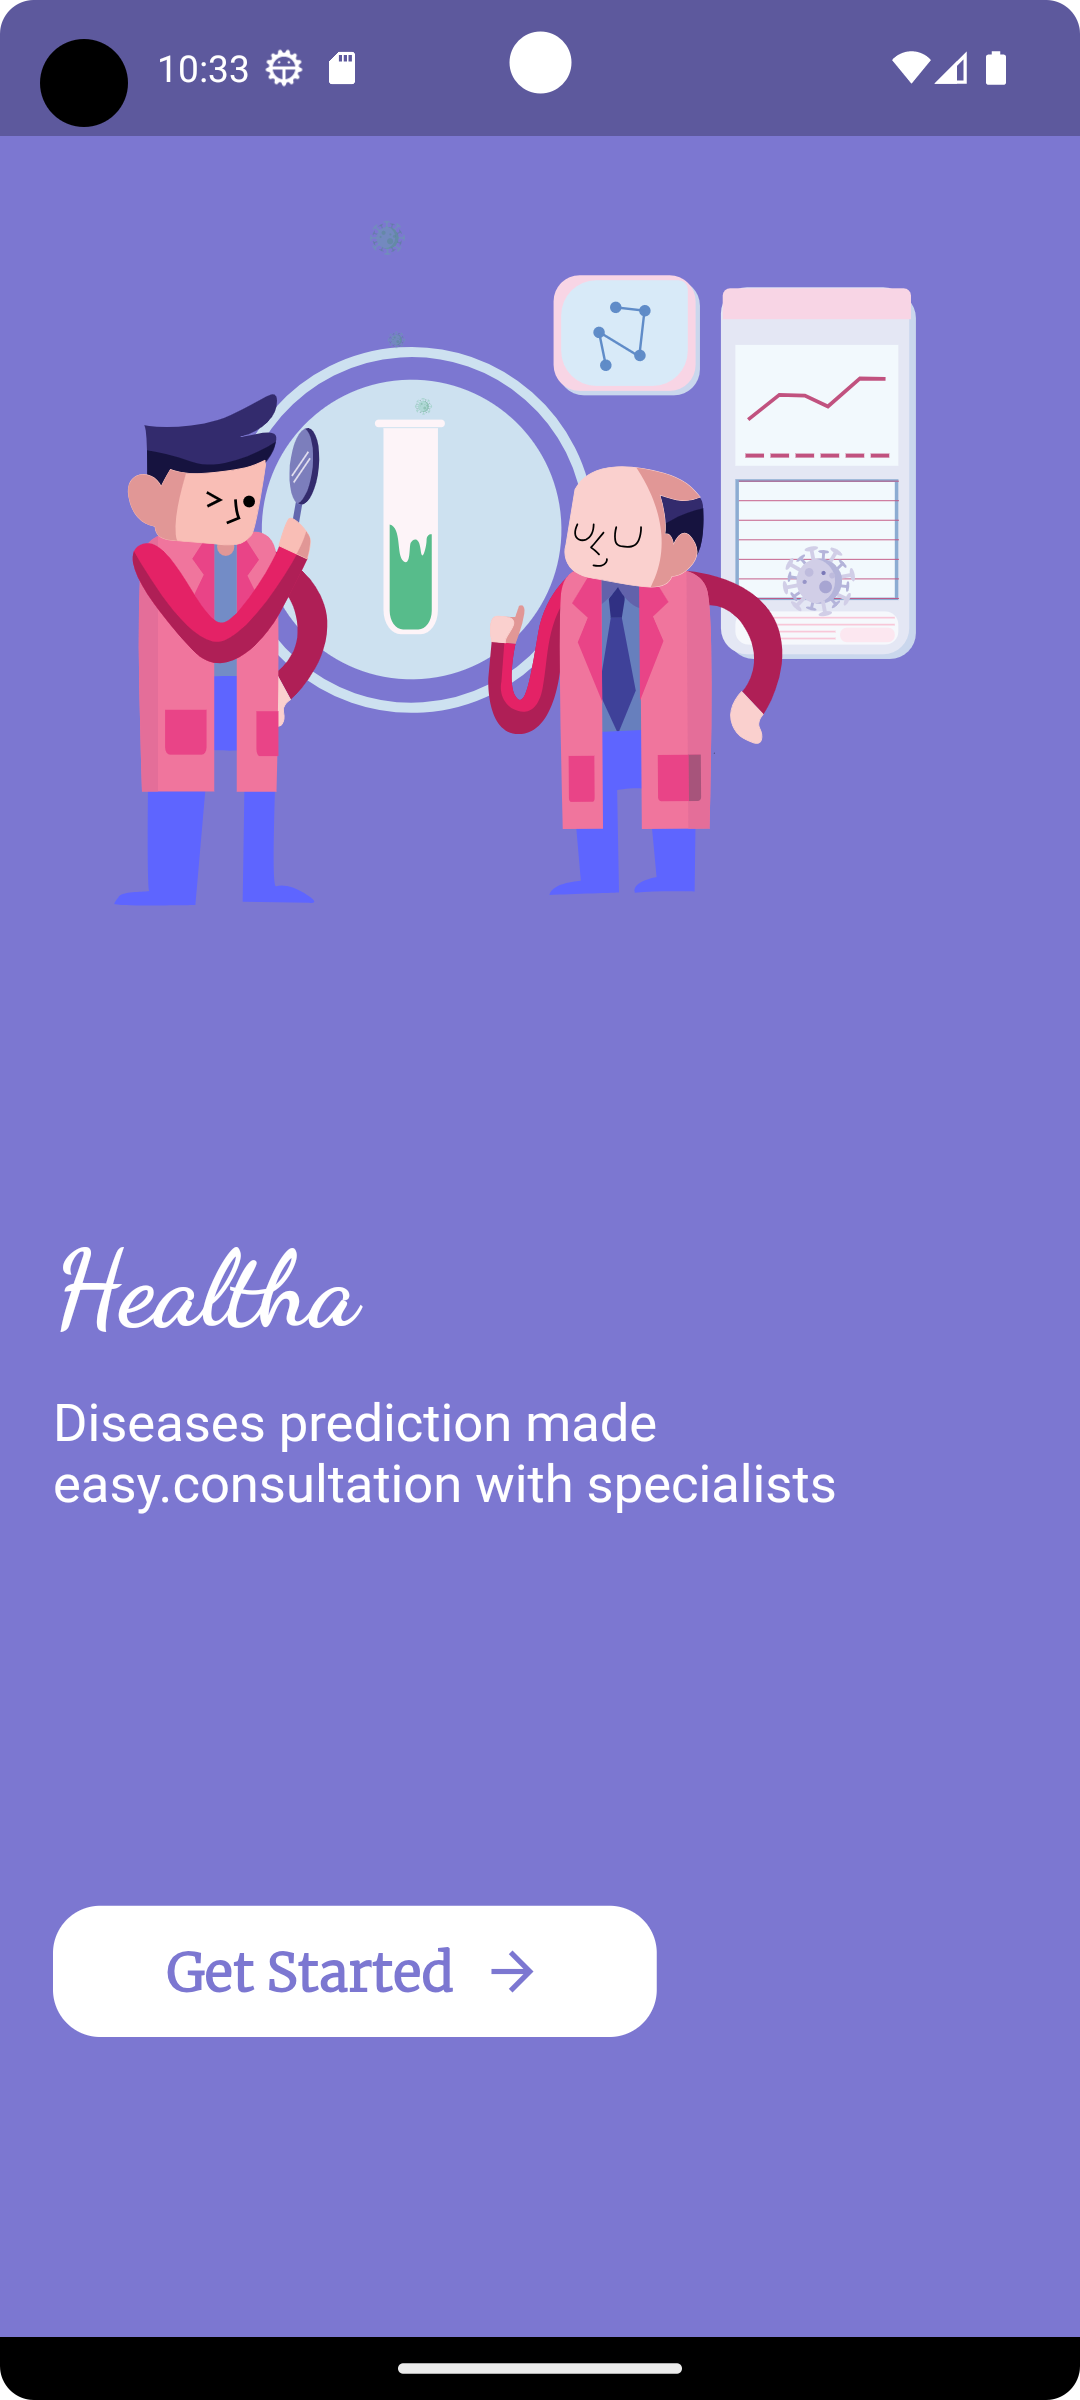 10:33
Healtha
Diseases prediction made
easy.consultation with specialists
Get Started